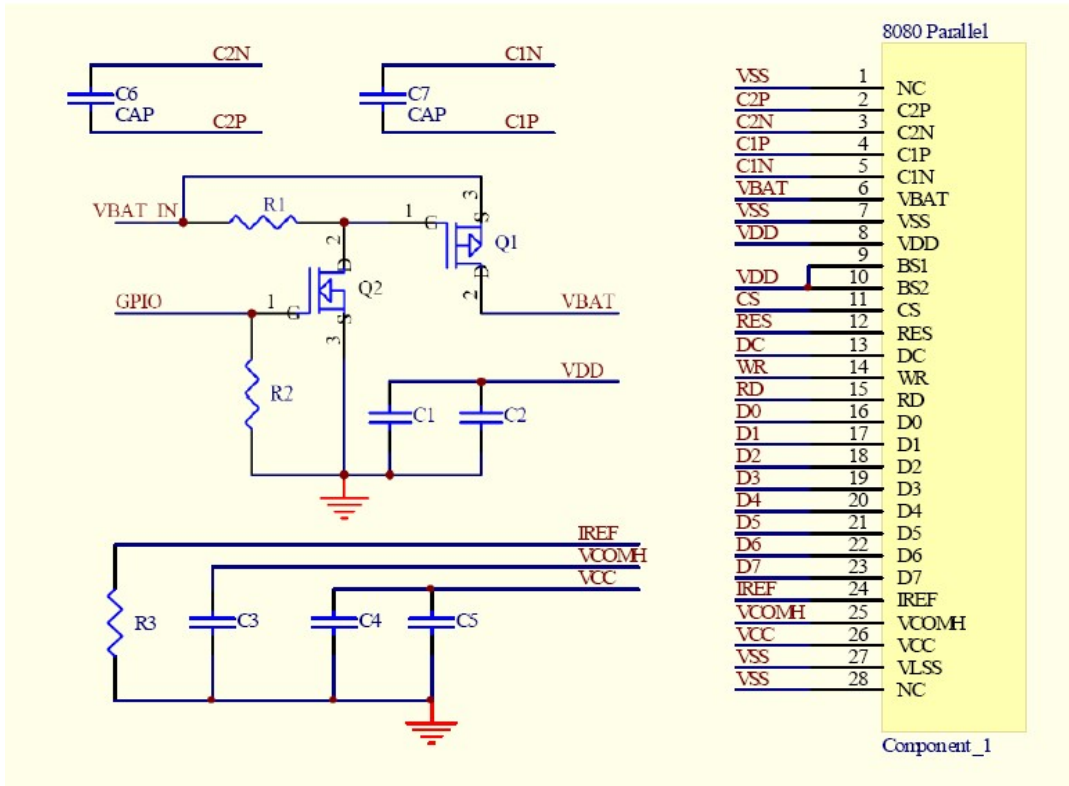 C2N
C6
CAP
C2P
C1N
C7
CAP
C1P
VBAT_IN
R1
1
G
3
S
Q1
D
2
VBAT
2
D
Q2
GPIO
1
G
S
3
R2
VDD
C1
C2
IREF
VCOMH
VCC
R3
C3
C4
C5
8080 Parallel
VSS 1 NC
C2P 2 C2P
C2N 3 C2N
C1P 4 C1P
C1N 5 C1N
VBAT 6 VBAT
VSS 7 VSS
VDD 8 VDD
9 BS1
VDD 10 BS2
CS 11 CS
RES 12 RES
DC 13 DC
WR 14 WR
RD 15 RD
D0 16 D0
D1 17 D1
D2 18 D2
D3 19 D3
D4 20 D4
D5 21 D5
D6 22 D6
D7 23 D7
IREF 24 IREF
VCOMH 25 VCOMH
VCC 26 VCC
VSS 27 VLSS
VSS 28 NC
Component_1